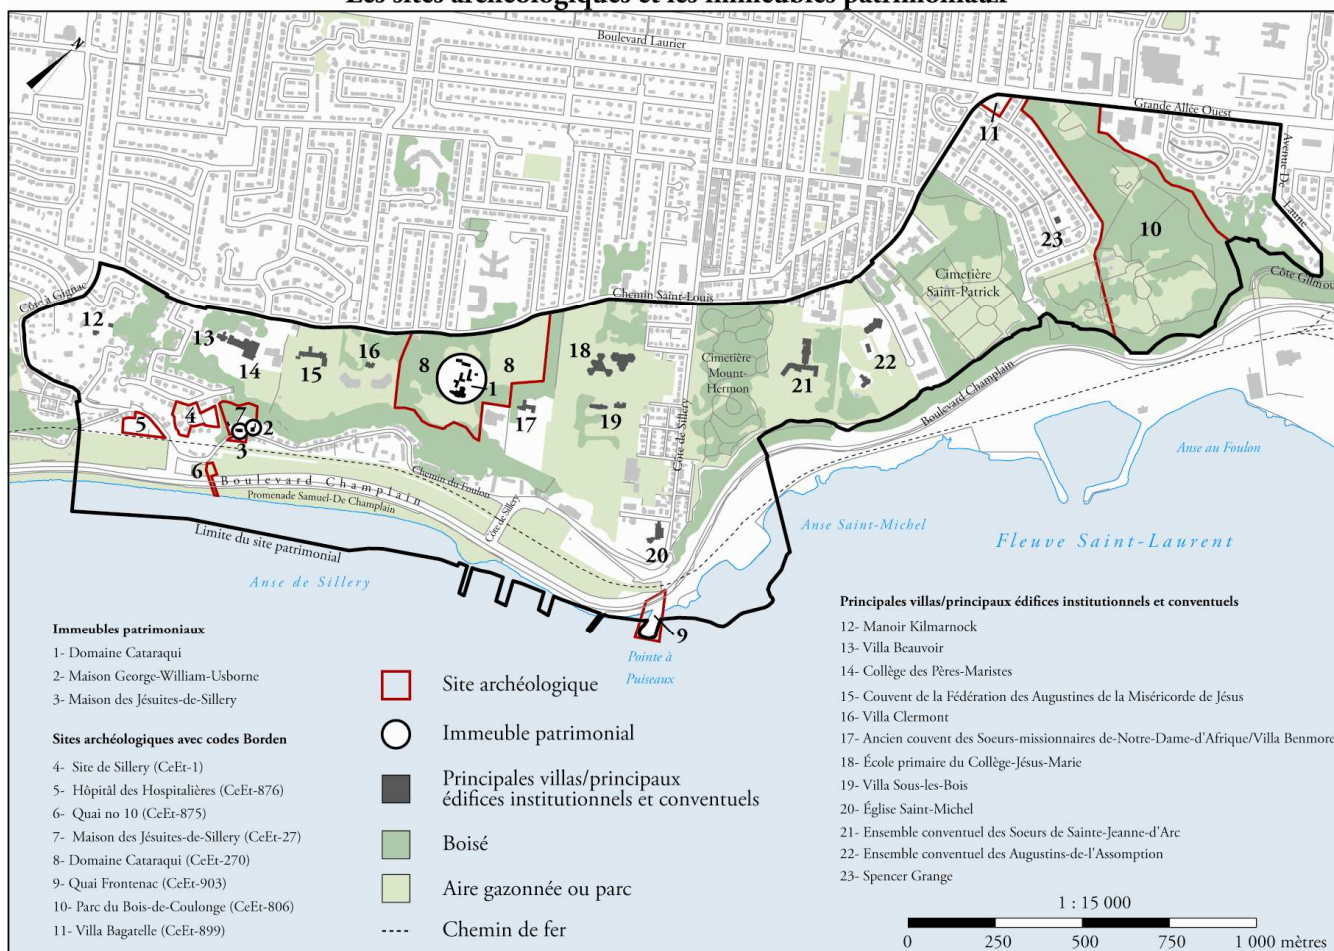 Les sites archéologiques et les immeubles patrimoniaux
N
Boulevard Laurier
Grande Allée Ouest
Avenue De Laune
11
10
23
Côte à Gignac
12
Chemin Saint-Louis
Cimetière
Saint-Patrick
Côte Gilmour
13
14
15
16
8
8
1
17
18
19
Cimetière
Mount-
Hermon
21
22
5
4
7
2
3
6
Boulevard Champlain
Promenade Samuel-De Champlain
Chemin du Foulon
Côte de Sillery
Côte de Sillery
Boulevard Champlain
20
9
Limite du site patrimonial
Anse de Sillery
Anse Saint-Michel
Anse au Foulon
Fleuve Saint-Laurent
Pointe à
Puiseaux
Immeubles patrimoniaux
1- Domaine Cataraqui
2- Maison George-William-Usborne
3- Maison des Jésuites-de-Sillery
Sites archéologiques avec codes Borden
4- Site de Sillery (CeEt-1)
5- Hôpitâl des Hospitalières (CeEt-876)
6- Quai no 10 (CeEt-875)
7- Maison des Jésuites-de-Sillery (CeEt-27)
8- Domaine Cataraqui (CeEt-270)
9- Quai Frontenac (CeEt-903)
10- Parc du Bois-de-Coulonge (CeEt-806)
11- Villa Bagatelle (CeEt-899)
Site archéologique
Immeuble patrimonial
Principales villas/principaux
édifices institutionnels et conventuels
Boisé
Aire gazonnée ou parc
Chemin de fer
Principales villas/principaux édifices institutionnels et conventuels
12- Manoir Kilmarnock
13- Villa Beauvoir
14- Collège des Pères-Maristes
15- Couvent de la Fédération des Augustines de la Miséricorde de Jésus
16- Villa Clermont
17- Ancien couvent des Soeurs-missionnaires de-Notre-Dame-d'Afrique/Villa Benmore
18- École primaire du Collège-Jésus-Marie
19- Villa Sous-les-Bois
20- Église Saint-Michel
21- Ensemble conventuel des Soeurs de Sainte-Jeanne-d'Arc
22- Ensemble conventuel des Augustins-de-l'Assomption
23- Spencer Grange
1 : 15 000
0 250 500 750 1 000 mètres